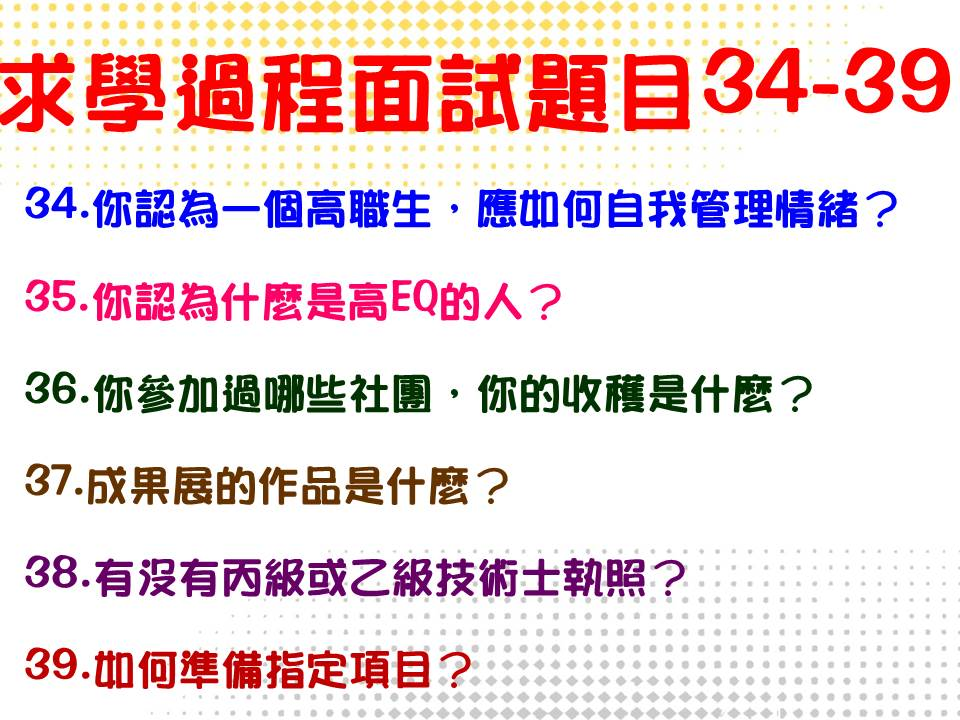 求學過程面試題目34-39
34.你認為一個高職生，應如何自我管理情緒？
35.你認為什麼是高EQ的人？
36.你參加過哪些社團，你的收穫是什麼？
37.成果展的作品是什麼？
38.有沒有丙級或乙級技術士執照？
39.如何準備指定項目？